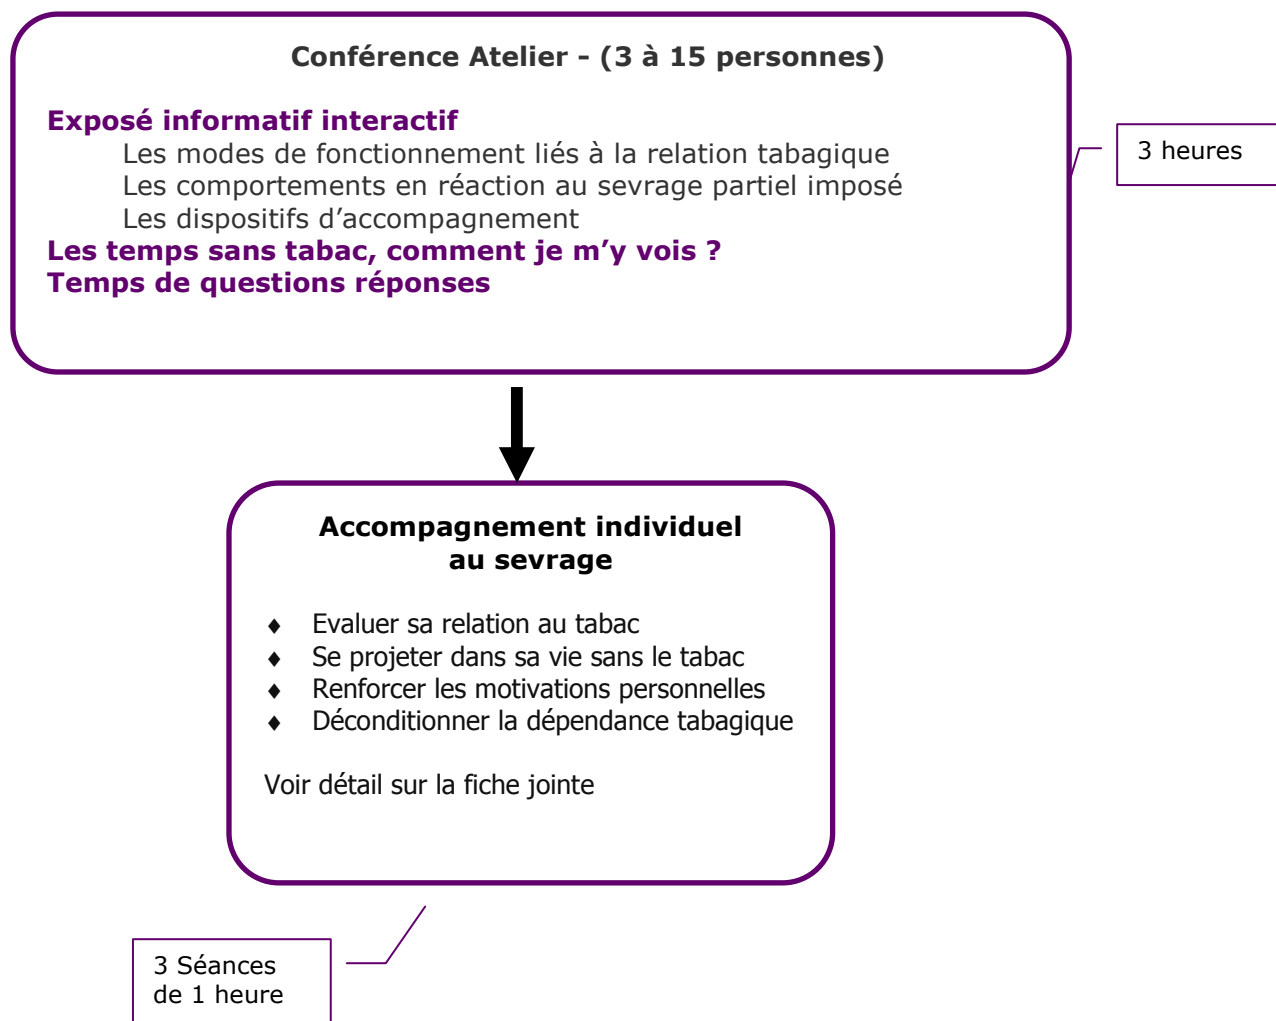 Conférence Atelier - (3 à 15 personnes)
Exposé informatif interactif
Les modes de fonctionnement liés à la relation tabagique
Les comportements en réaction au sevrage partiel imposé
Les dispositifs d’accompagnement
Les temps sans tabac, comment je m’y vois ?
Temps de questions réponses
3 heures
Accompagnement individuel
au sevrage
♦ Evaluer sa relation au tabac
♦ Se projeter dans sa vie sans le tabac
♦ Renforcer les motivations personnelles
♦ Déconditionner la dépendance tabagique
Voir détail sur la fiche jointe
3 Séances
de 1 heure